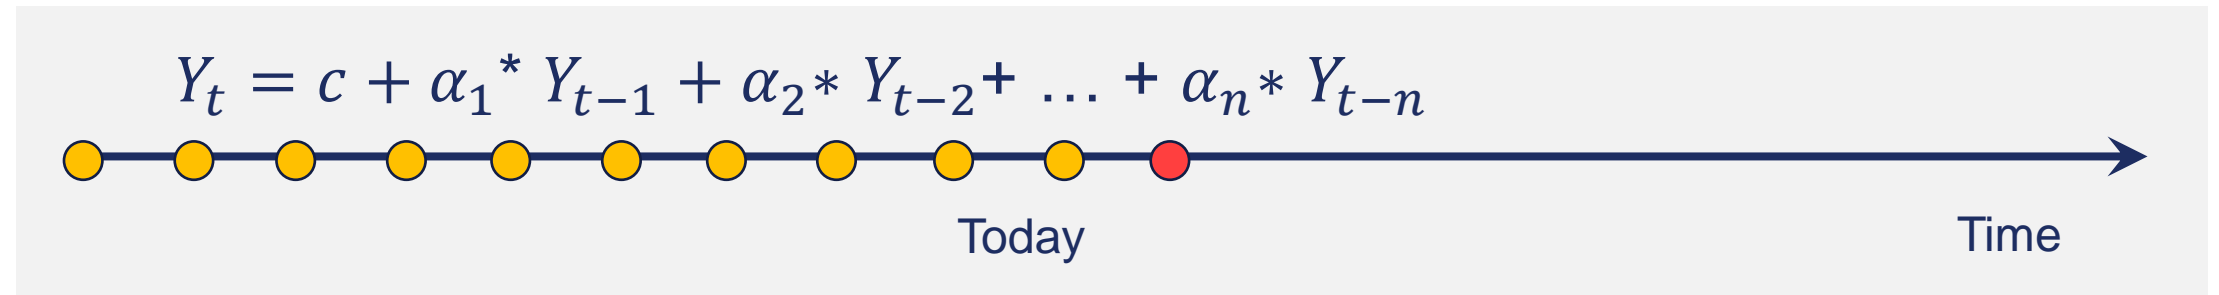 Yₜ = c + α₁* Yₜ₋₁ + α₂* Yₜ₋₂+ … + αₙ* Yₜ₋ₙ
Today
Time